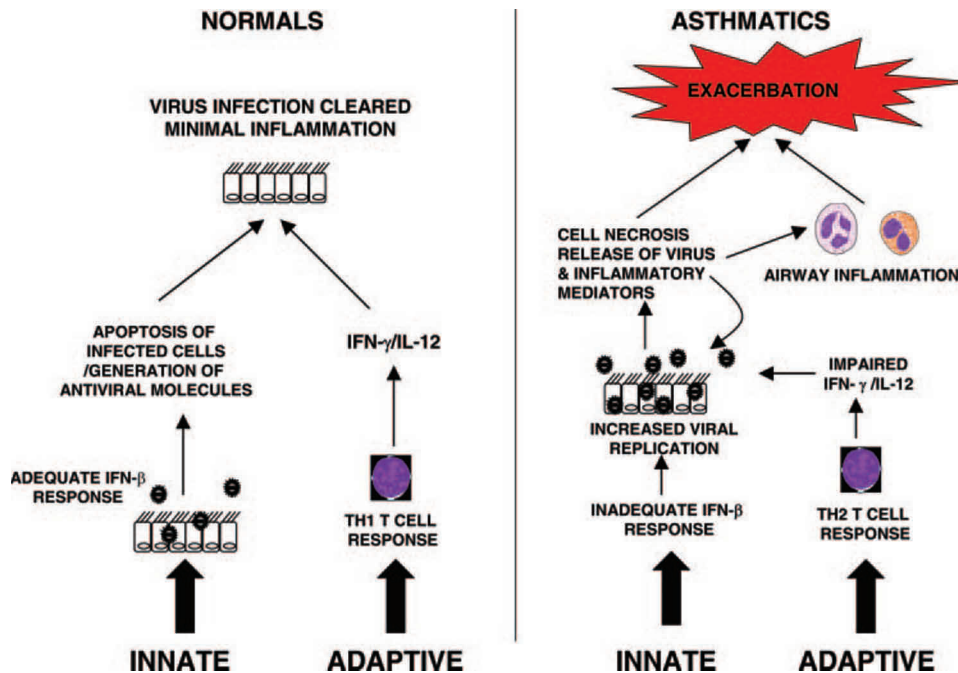 NORMALS
VIRUS INFECTION CLEARED
MINIMAL INFLAMMATION
APOPTOSIS OF
INFECTED CELLS
/GENERATION OF
ANTIVIRAL MOLECULES
IFN-γ/IL-12
ADEQUATE IFN-β
RESPONSE
TH1 T CELL
RESPONSE
INNATE
ADAPTIVE
ASTHMATICS
EXACERBATION
CELL NECROSIS
RELEASE OF VIRUS
& INFLAMMATORY
MEDIATORS
AIRWAY INFLAMMATION
IMPAIRED
IFN- γ /IL-12
INCREASED VIRAL
REPLICATION
INADEQUATE IFN-β
RESPONSE
TH2 T CELL
RESPONSE
INNATE
ADAPTIVE